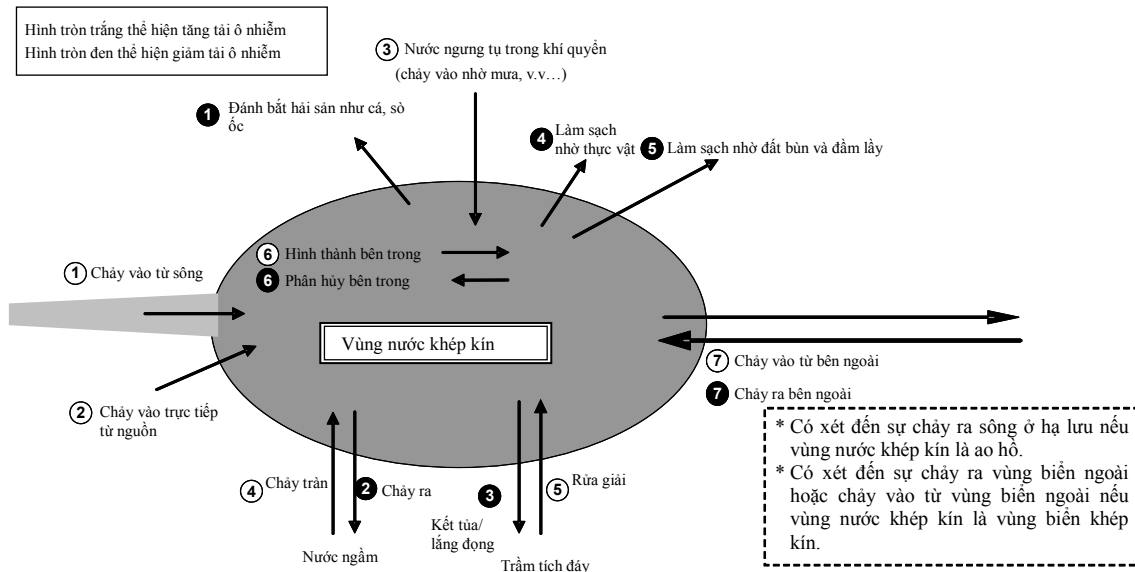 Hình tròn trắng thể hiện tăng tải ô nhiễm
Hình tròn đen thể hiện giảm tải ô nhiễm
3 Nước ngưng tụ trong khí quyển
(chảy vào nhờ mưa, v.v…)
1 Đánh bắt hải sản như cá, sò
ốc
4 Làm sạch
nhờ thực vật
5 Làm sạch nhờ đất bùn và đầm lầy
6 Hình thành bên trong
6 Phân hủy bên trong
1 Chảy vào từ sông
Vùng nước khép kín
7 Chảy vào từ bên ngoài
7 Chảy ra bên ngoài
2 Chảy vào trực tiếp
từ nguồn
4 Chảy tràn
2 Chảy ra
Nước ngầm
3
Kết tủa/
lắng đọng
5 Rửa giải
Trầm tích đáy
* Có xét đến sự chảy ra sông ở hạ lưu nếu
vùng nước khép kín là ao hồ.
* Có xét đến sự chảy ra vùng biển ngoài
hoặc chảy vào từ vùng biển ngoài nếu
vùng nước khép kín là vùng biển khép
kín.